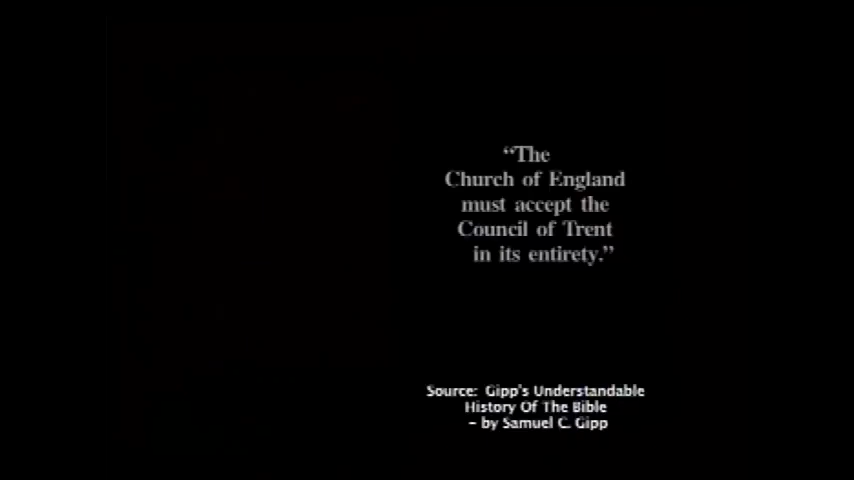 “The
Church of England
must accept the
Council of Trent
in its entirety.”
Source: Gipp's Understandable
History Of The Bible
– by Samuel C. Gipp